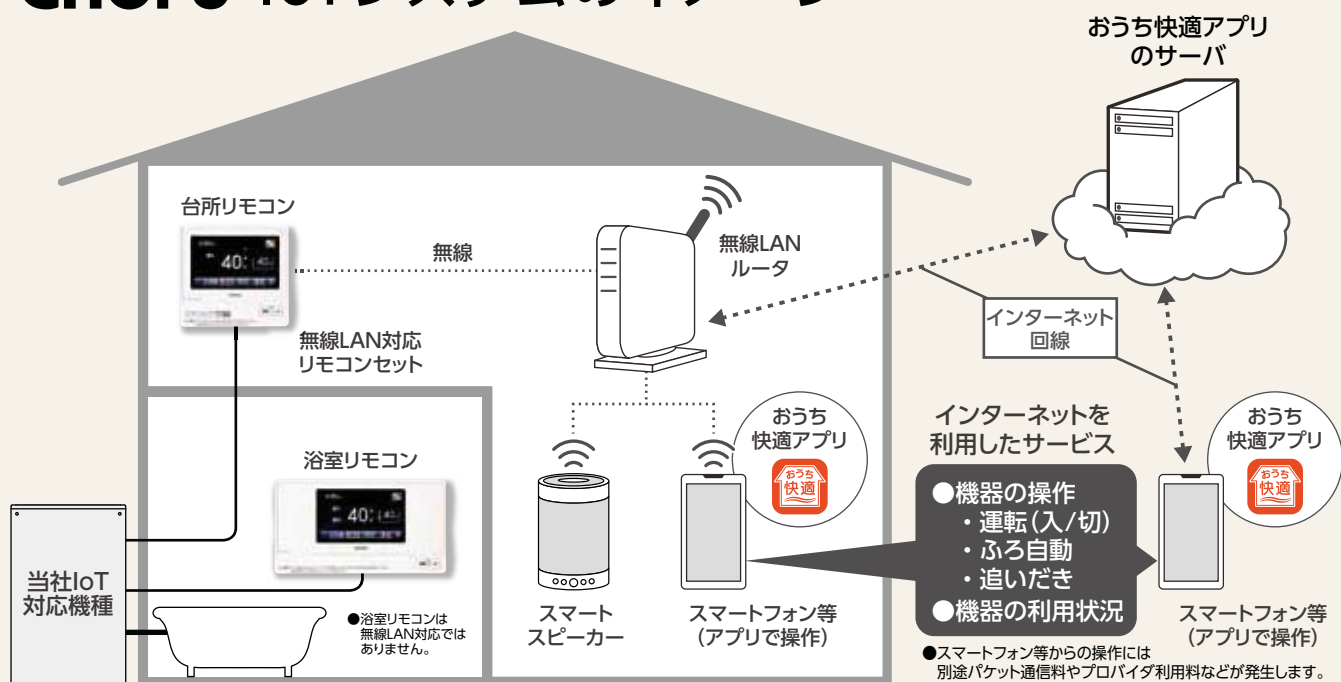 おうち快適アプリ
のサーバ
台所リモコン
40
無線
無線LAN
ルータ
無線LAN対応
リモコンセット
インターネット
回線
浴室リモコン
40
当社IoT
対応機種
●浴室リモコンは
無線LAN対応では
ありません。
スマート
スピーカー
おうち
快適アプリ
おうち
快適
スマートフォン等
(アプリで操作)
インターネットを
利用したサービス
●機器の操作
・運転(入/切)
・ふろ自動
・追いだき
●機器の利用状況
おうち
快適アプリ
おうち
快適
スマートフォン等
(アプリで操作)
●スマートフォン等からの操作には
別途パケット通信料やプロバイダ利用料などが発生します。